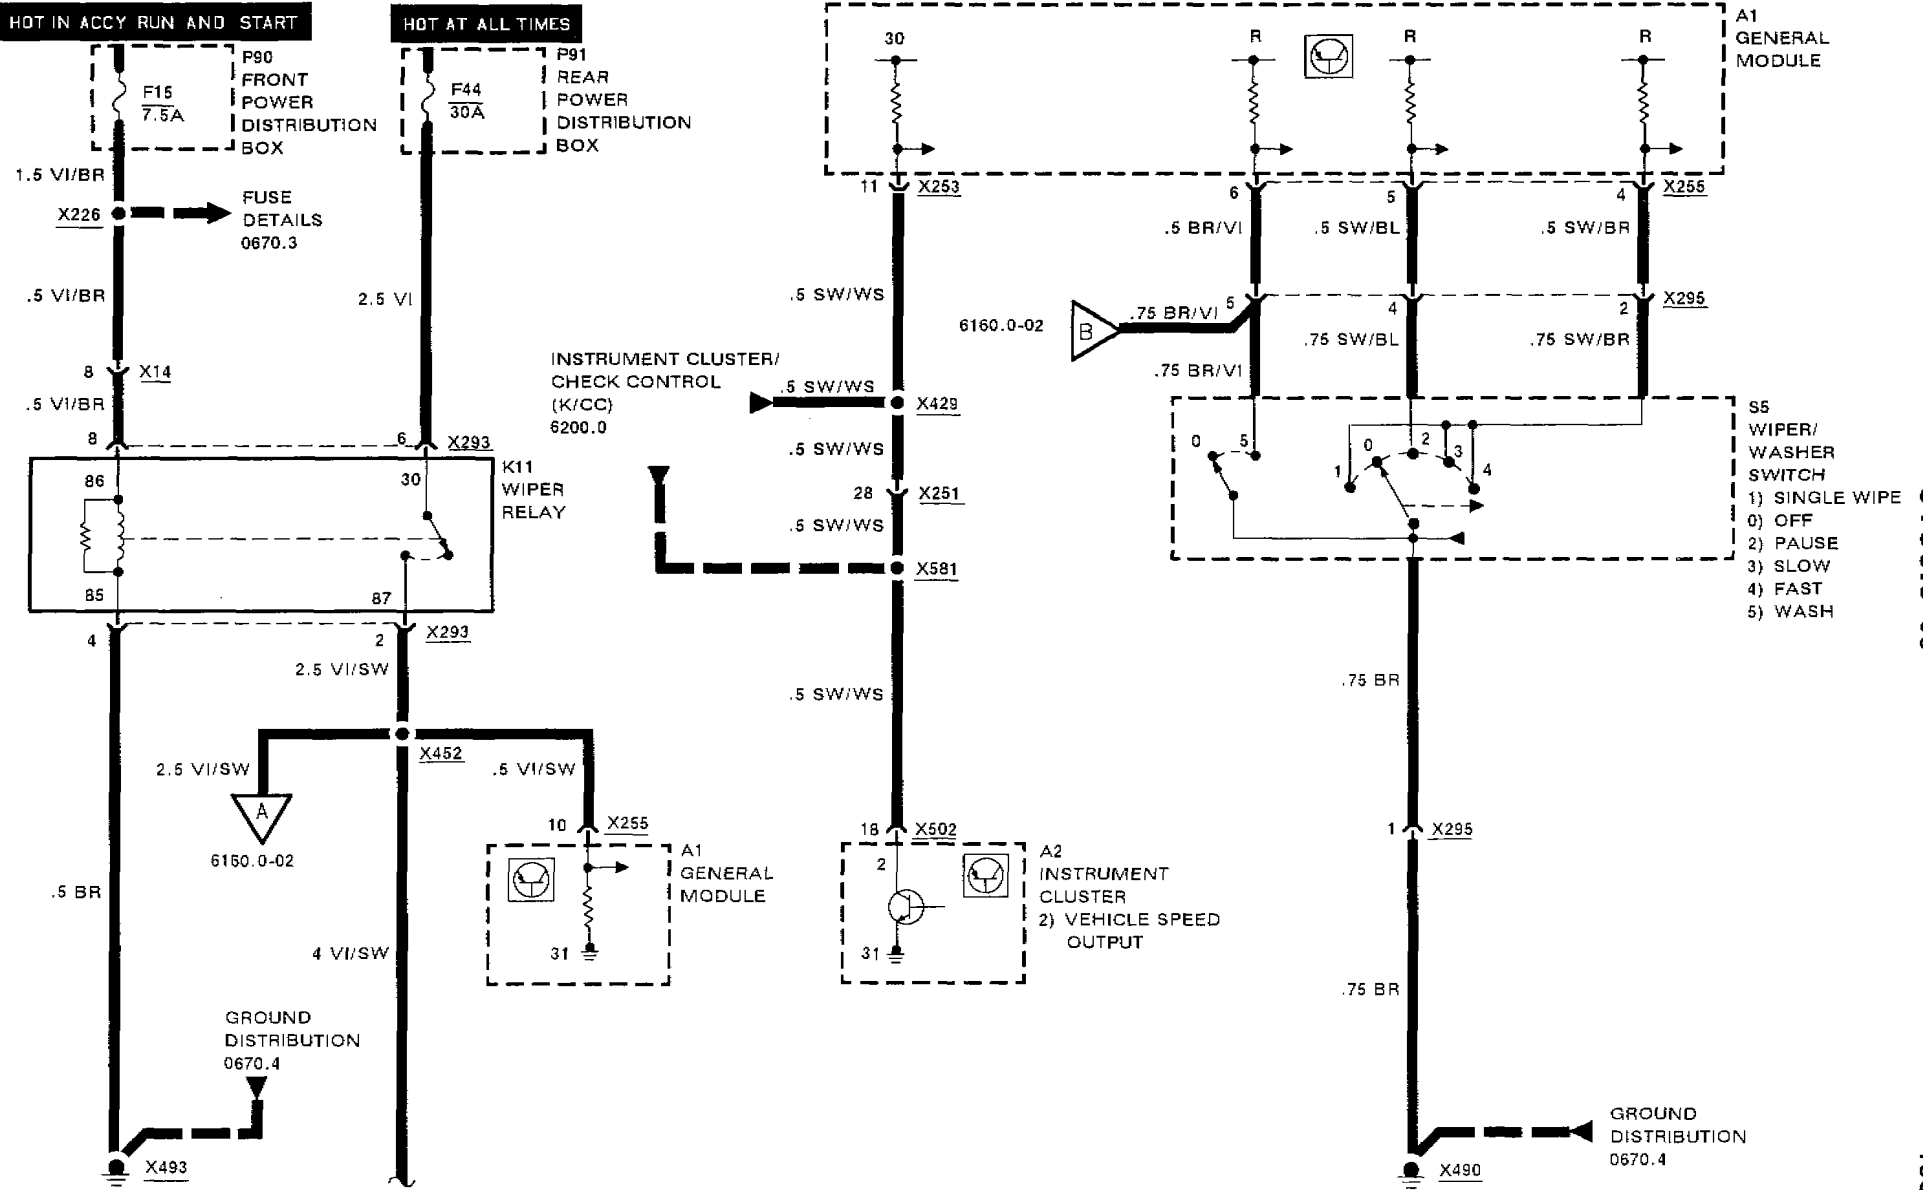 HOT IN ACCY RUN AND START
HOT AT ALL TIMES
P90
FRONT
POWER
DISTRIBUTION
BOX
F15
7.5A
P91
REAR
POWER
DISTRIBUTION
BOX
F44
30A
A1
GENERAL
MODULE
30
R
R
R
1.5 VI/BR
X226
FUSE
DETAILS
0670.3
11
X253
6
5
4
X255
.5 BR/VI
.5 SW/BL
.5 SW/BR
.5 VI/BR
2.5 VI
.5 SW/WS
5
4
2
X295
6160.0-02
B
.75 BR/VI
.75 SW/BL
.75 SW/BR
.75 BR/VI
8
X14
.5 VI/BR
INSTRUMENT CLUSTER/
CHECK CONTROL
(K/CC)
6200.0
.5 SW/WS
X429
8
6
X293
.5 SW/WS
K11
WIPER
RELAY
86
30
85
87
28
X251
.5 SW/WS
X581
S5
WIPER/
WASHER
SWITCH
1) SINGLE WIPE
0) OFF
2) PAUSE
3) SLOW
4) FAST
5) WASH
0
5
1
0
2
3
4
4
2
X293
2.5 VI/SW
.5 SW/WS
.75 BR
X452
2.5 VI/SW
.5 VI/SW
A
6160.0-02
10
X255
18
X502
1
X295
A1
GENERAL
MODULE
31
A2
INSTRUMENT
CLUSTER
2) VEHICLE SPEED
OUTPUT
2
31
.5 BR
4 VI/SW
.75 BR
GROUND
DISTRIBUTION
0670.4
X493
GROUND
DISTRIBUTION
0670.4
X490